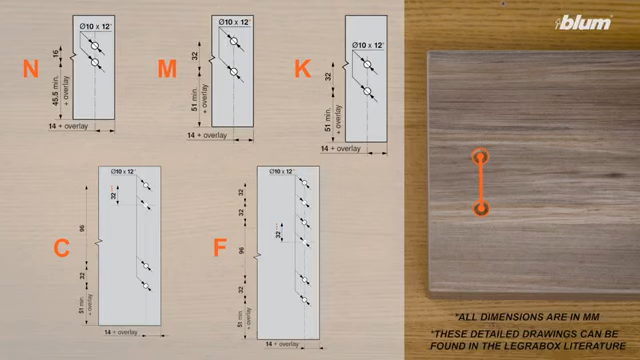 blum
N
Ø10 x 12*
16
45.5 min.
+ overlay
14 + overlay
M
Ø10 x 12*
32
51 min.
+ overlay
14 + overlay
K
Ø10 x 12*
32
51 min.
+ overlay
14 + overlay
C
Ø10 x 12*
32
96
32
51 min.
+ overlay
14 + overlay
F
Ø10 x 12*
32
32
32
96
32
51 min.
+ overlay
14 + overlay
*ALL DIMENSIONS ARE IN MM
*THESE DETAILED DRAWINGS CAN BE
FOUND IN THE LEGRABOX LITERATURE